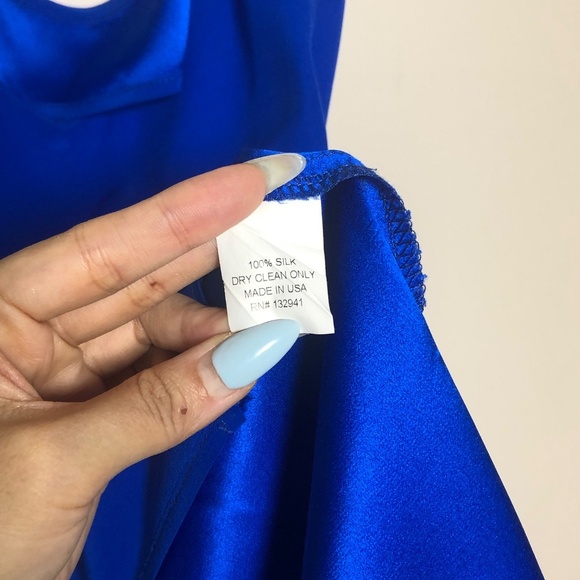 100% SILK
DRY CLEAN ONLY
MADE IN USA
RN# 132941